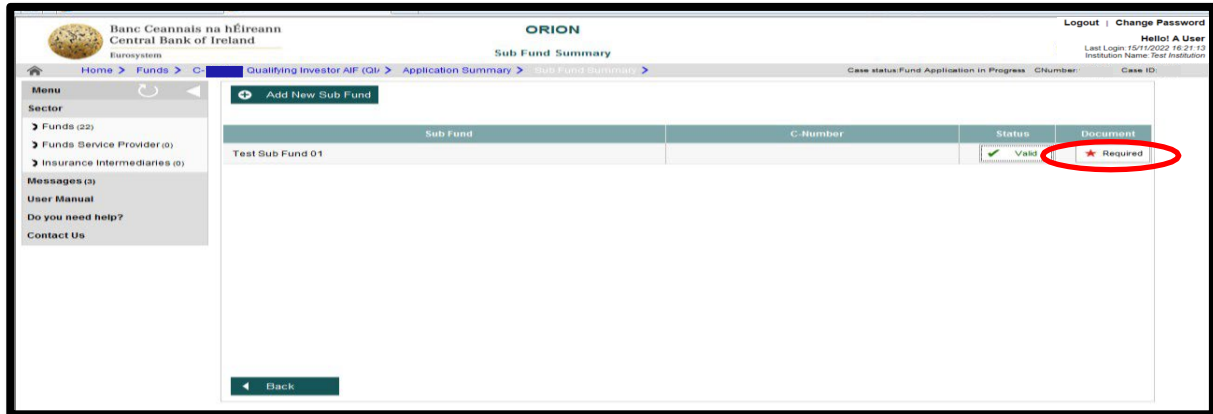 Banc Ceannais na hÉireann
Central Bank of Ireland
Eurosystem
ORION
Sub Fund Summary
Logout | Change Password
Hello! A User
Last Login:15/11/2022 16:21:13
Institution Name:Test Institution
Home > Funds > C- Qualifying Investor AIF (QI > Application Summary > Sub Fund Summary >
Case status:Fund Application in Progress CNumber: Case ID:
Menu
Sector
Funds (22)
Funds Service Provider (0)
Insurance Intermediaries (0)
Messages (3)
User Manual
Do you need help?
Contact Us
Add New Sub Fund
Sub Fund C-Number Status Document
Test Sub Fund 01 Valid Required
Back